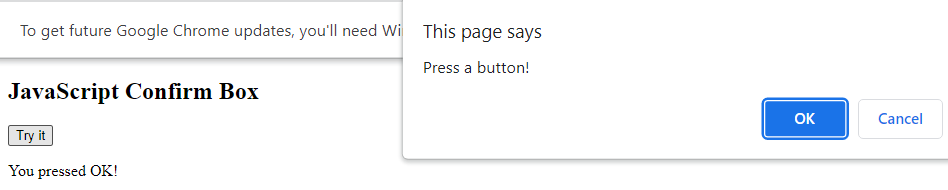 To get future Google Chrome updates, you'll need
This page says
Press a button!
OK
Cancel
JavaScript Confirm Box
Try it
You pressed OK!